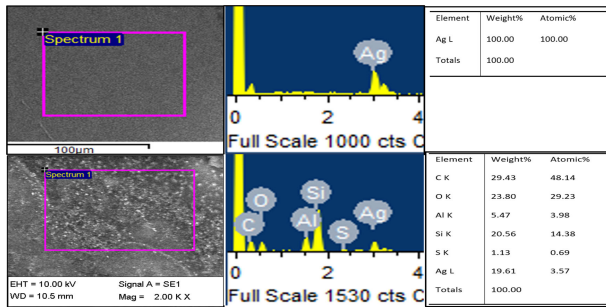 Spectrum 1
100µm
Ag
0 2 4
Full Scale 1000 cts C
Element Weight% Atomic%
Ag L 100.00 100.00
Totals 100.00
Spectrum 1
EHT = 10.00 kV Signal A = SE1
WD = 10.5 mm Mag = 2.00 K X
C O Al Si S Ag
0 2 4
Full Scale 1530 cts C
Element Weight% Atomic%
C K 29.43 48.14
O K 23.80 29.23
Al K 5.47 3.98
Si K 20.56 14.38
S K 1.13 0.69
Ag L 19.61 3.57
Totals 100.00